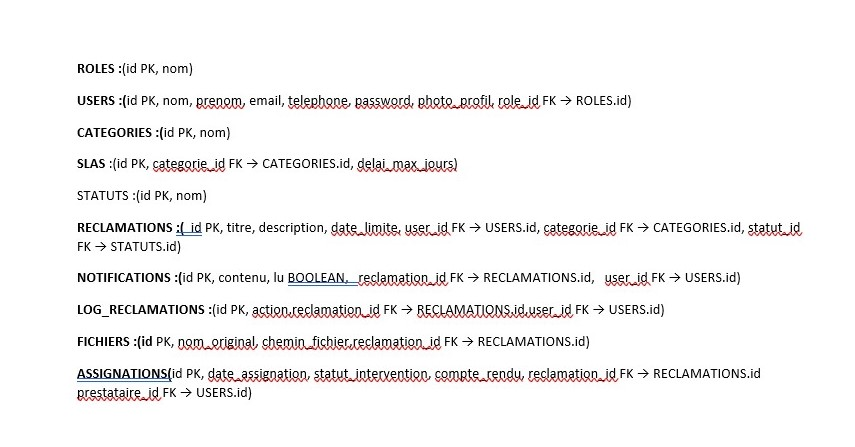 ROLES :(id PK, nom)
USERS :(id PK, nom, prenom, email, telephone, password, photo_profil, role_id FK → ROLES.id)
CATEGORIES :(id PK, nom)
SLAS :(id PK, categorie_id FK → CATEGORIES.id, delai_max_jours)
STATUTS :(id PK, nom)
RECLAMATIONS :( id PK, titre, description, date_limite, user_id FK → USERS.id, categorie_id FK → CATEGORIES.id, statut_id
FK → STATUTS.id)
NOTIFICATIONS :(id PK, contenu, lu BOOLEAN,  reclamation_id FK → RECLAMATIONS.id,  user_id FK → USERS.id)
LOG_RECLAMATIONS :(id PK, action,reclamation_id FK → RECLAMATIONS.id,user_id FK → USERS.id)
FICHIERS :(id PK, nom_original, chemin_fichier,reclamation_id FK → RECLAMATIONS.id)
ASSIGNATIONS(id PK, date_assignation, statut_intervention, compte_rendu, reclamation_id FK → RECLAMATIONS.id
prestataire_id FK → USERS.id)